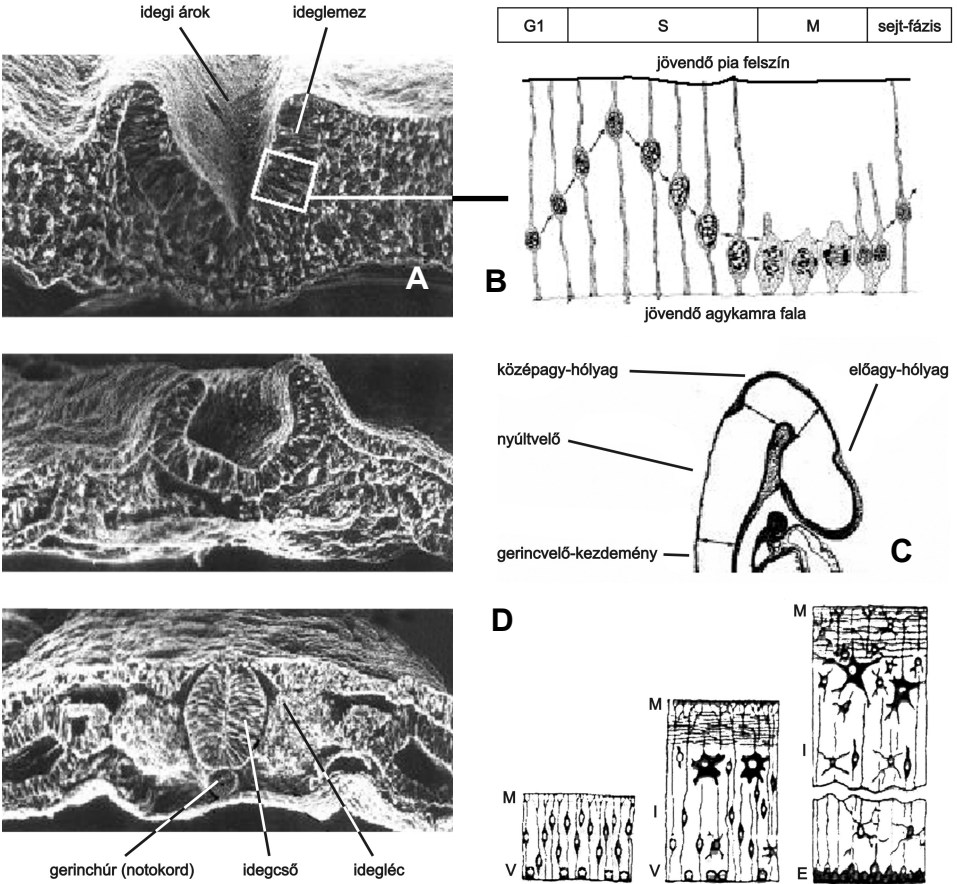 idegi árok
ideglemez
A
gerinchúr (notokord)
idegcső
idegléc
G1 S M sejt-fázis
jövendő pia felszín
B
jövendő agykamra fala
középagy-hólyag
előagy-hólyag
nyúltvelő
gerincvelő-kezdemény
C
D
M
V
M
I
V
M
I
E